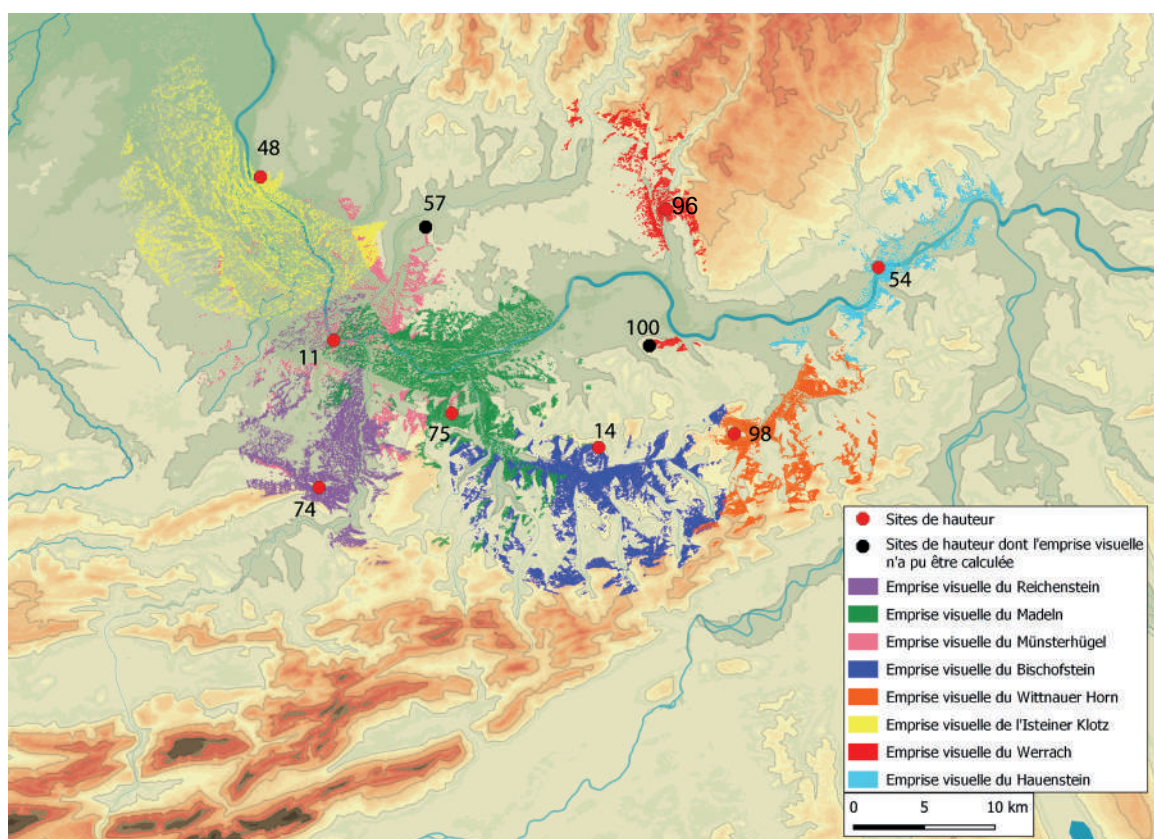 48
57
96
54
100
11
75
14
98
74
Sites de hauteur
Sites de hauteur dont l'emprise visuelle
n'a pu être calculée
Emprise visuelle du Reichenstein
Emprise visuelle du Madeln
Emprise visuelle du Münsterhügel
Emprise visuelle du Bischofstein
Emprise visuelle du Wittnauer Horn
Emprise visuelle de l'Isteiner Klotz
Emprise visuelle du Werrach
Emprise visuelle du Hauenstein
0 5 10 km